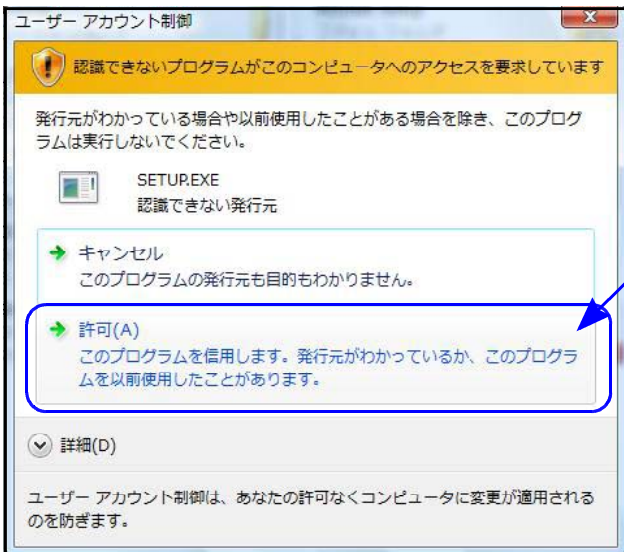 ユーザー アカウント制御
認識できないプログラムがこのコンピュータへのアクセスを要求しています
発行元がわかっている場合や以前使用したことがある場合を除き、このプログ
ラムは実行しないでください。
SETUP.EXE
認識できない発行元
キャンセル
このプログラムの発行元も目的もわかりません。
許可(A)
このプログラムを信用します。発行元がわかっているか、このプログラ
ムを以前使用したことがあります。
詳細(D)
ユーザー アカウント制御は、あなたの許可なくコンピュータに変更が適用される
のを防ぎます。